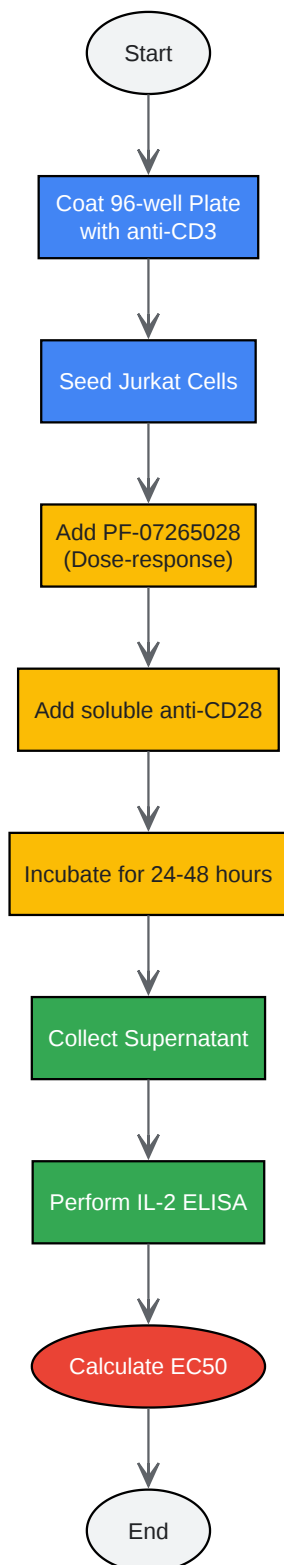 Start
Coat 96-well Plate
with anti-CD3
Seed Jurkat Cells
Add PF-07265028
(Dose-response)
Add soluble anti-CD28
Incubate for 24-48 hours
Collect Supernatant
Perform IL-2 ELISA
Calculate EC50
End